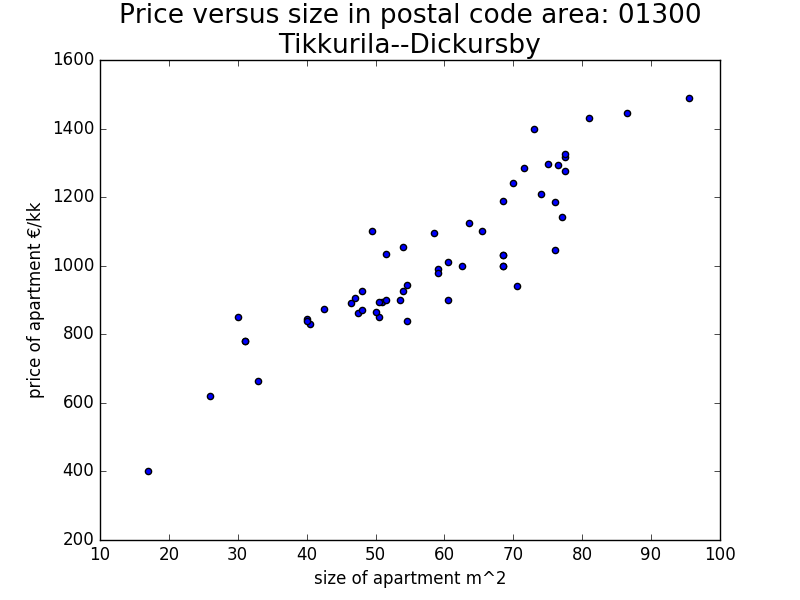 Price versus size in postal code area: 01300
Tikkurila--Dickursby
1600
1400
1200
1000
800
600
400
200
price of apartment €/kk
10 20 30 40 50 60 70 80 90 100
size of apartment m^2